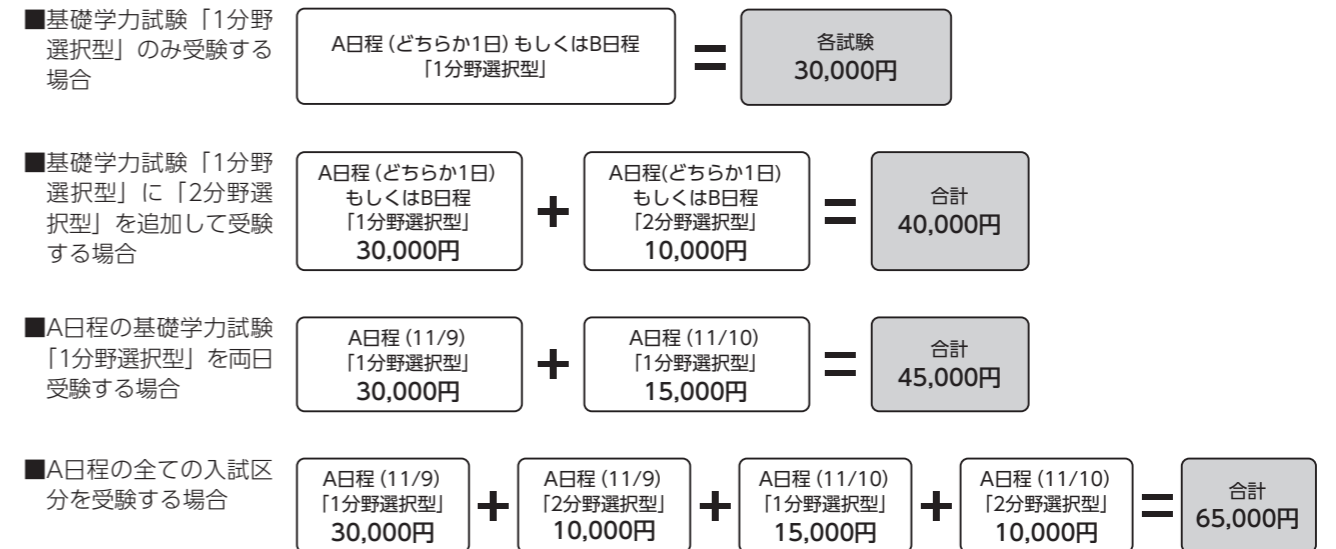 ■基礎学力試験「1分野
選択型」のみ受験する
場合
A日程（どちらか1日）もしくはB日程
「1分野選択型」
=
各試験
30,000円
■基礎学力試験「1分野
選択型」に「2分野選
択型」を追加して受験
する場合
A日程（どちらか1日）
もしくはB日程
「1分野選択型」
30,000円
+
A日程(どちらか1日)
もしくはB日程
「2分野選択型」
10,000円
=
合計
40,000円
■A日程の基礎学力試験
「1分野選択型」を両日
受験する場合
A日程（11/9）
「1分野選択型」
30,000円
+
A日程（11/10）
「1分野選択型」
15,000円
=
合計
45,000円
■A日程の全ての入試区
分を受験する場合
A日程（11/9）
「1分野選択型」
30,000円
+
A日程（11/9）
「2分野選択型」
10,000円
+
A日程（11/10）
「1分野選択型」
15,000円
+
A日程（11/10）
「2分野選択型」
10,000円
=
合計
65,000円